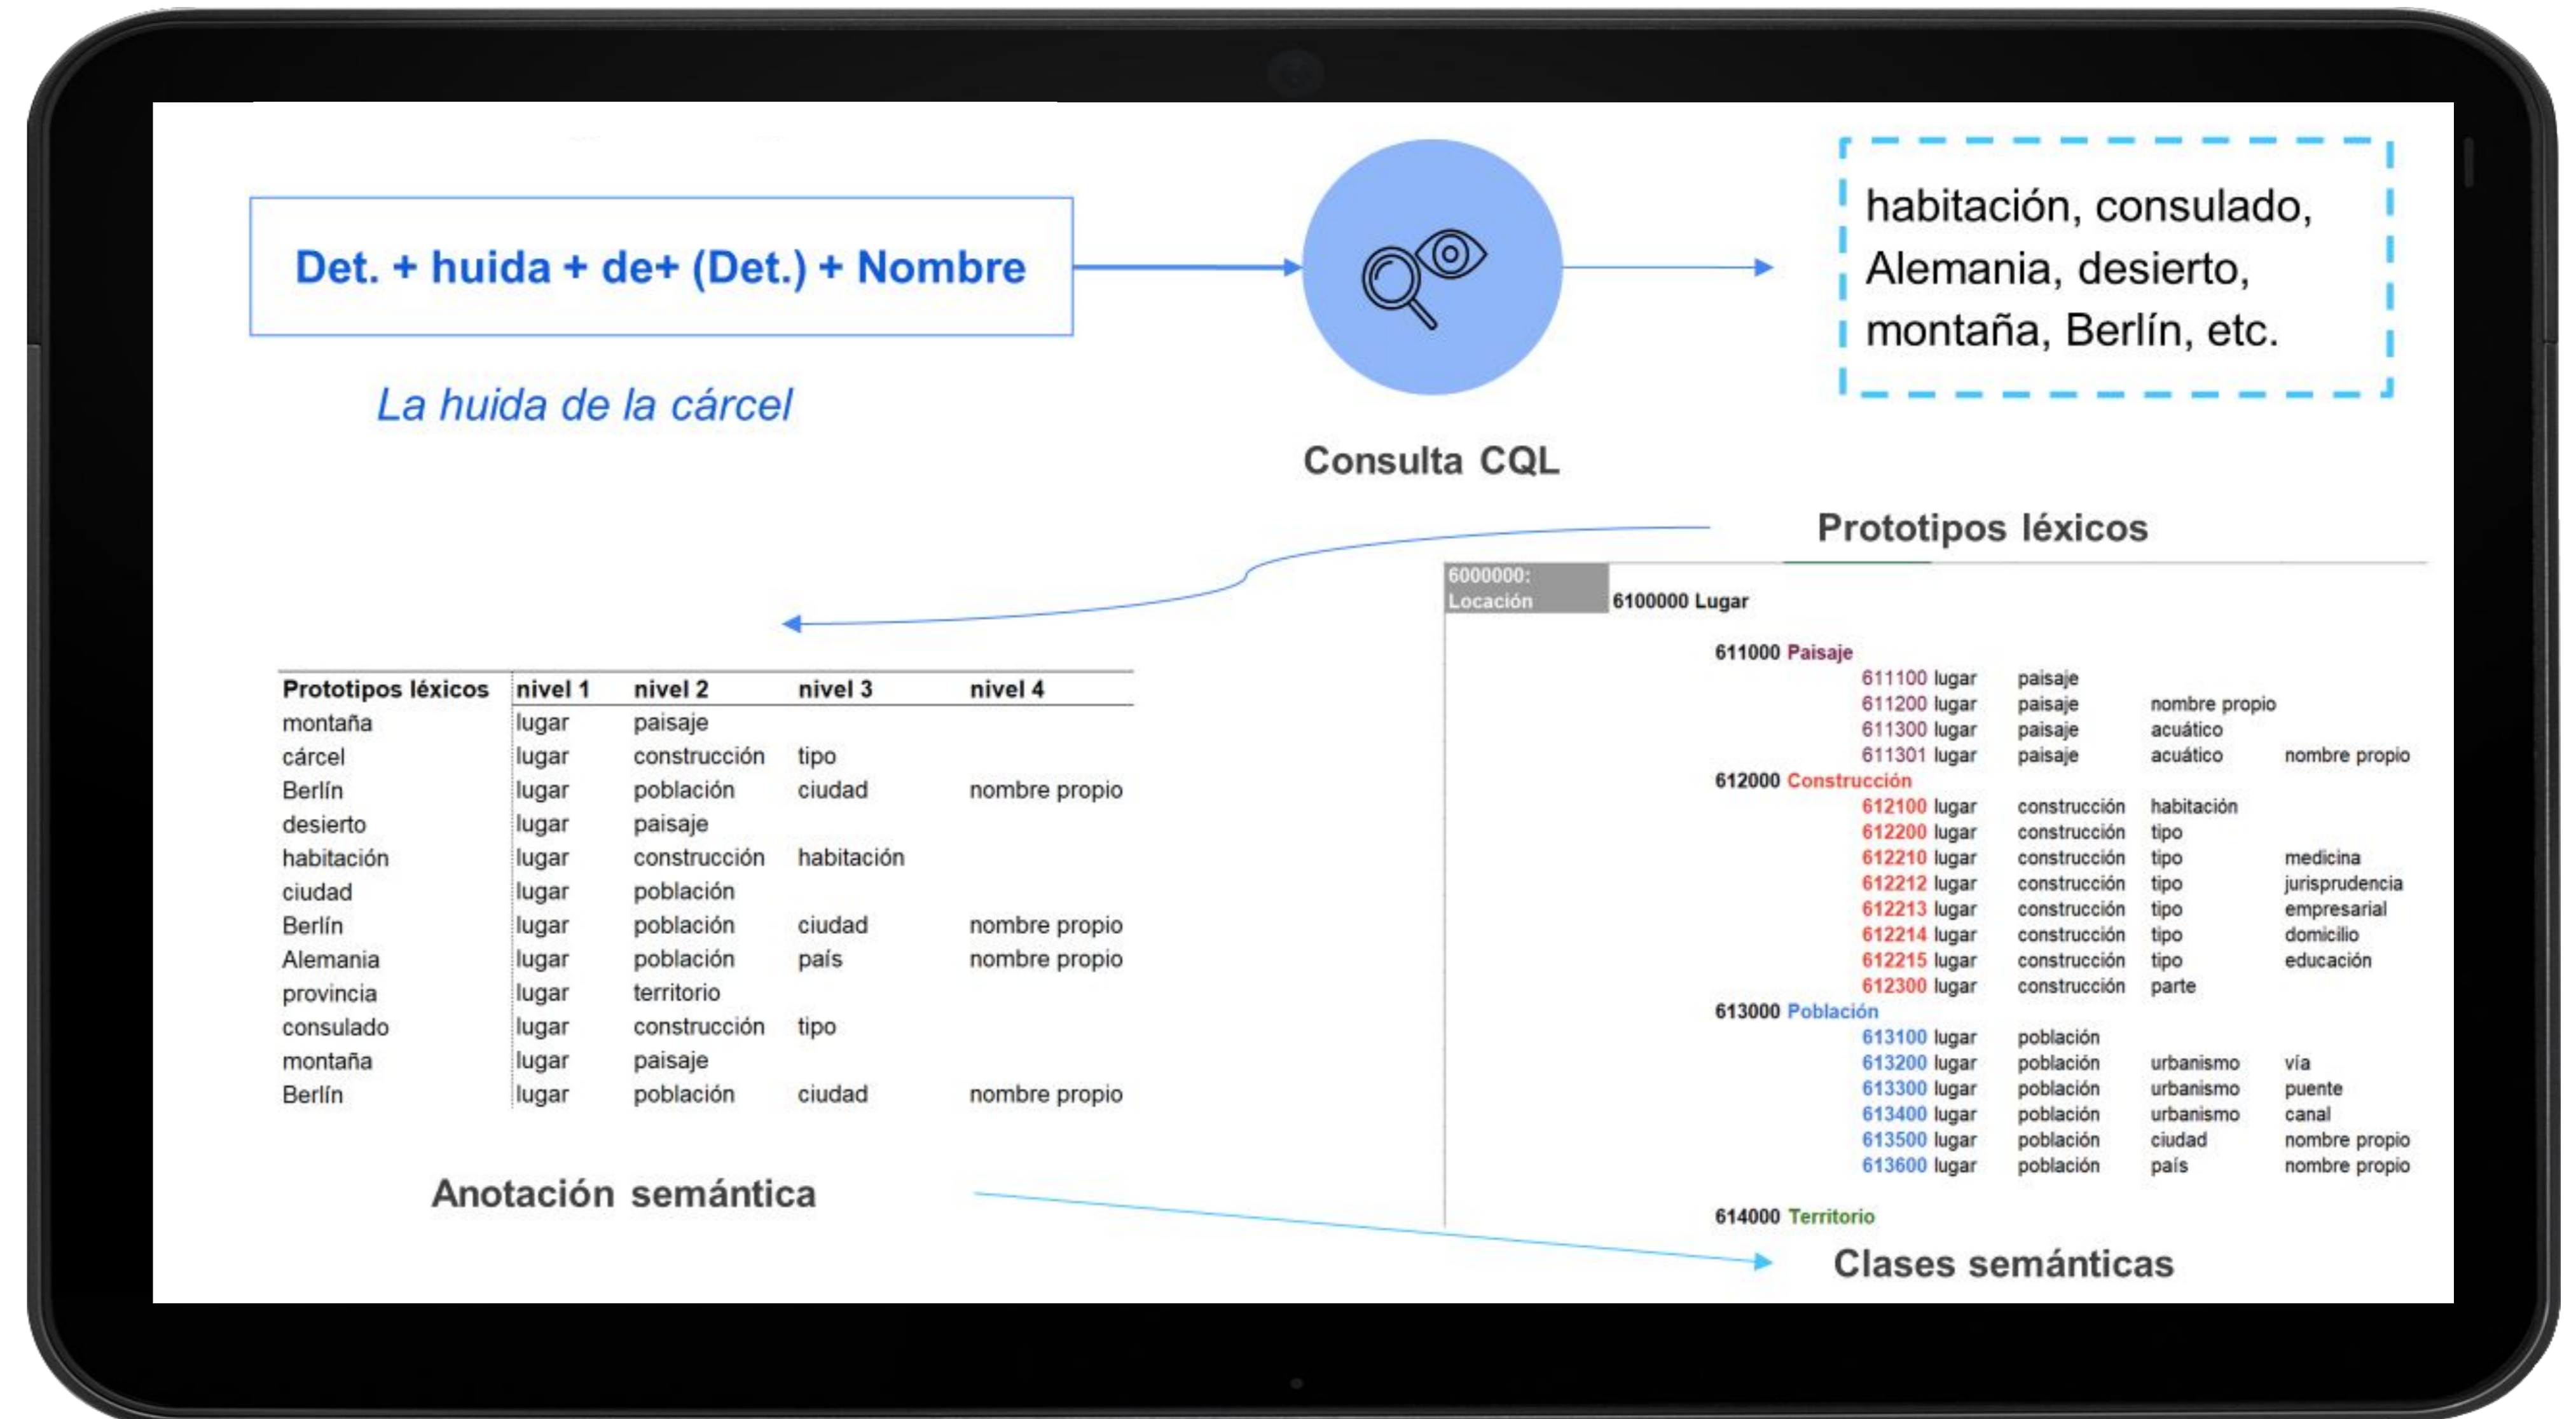 Det. + huida + de+ (Det.) + Nombre
La huida de la cárcel
Consulta CQL
habitación, consulado,
Alemania, desierto,
montaña, Berlín, etc.
Prototipos léxicos
Prototipos léxicos nivel 1 nivel 2 nivel 3 nivel 4
montaña lugar paisaje
cárcel lugar construcción tipo
Berlín lugar población ciudad nombre propio
desierto lugar paisaje
habitación lugar construcción habitación
ciudad lugar población
Berlín lugar población ciudad nombre propio
Alemania lugar población país nombre propio
provincia lugar territorio
consulado lugar construcción tipo
montaña lugar paisaje
Berlín lugar población ciudad nombre propio
Anotación semántica
6000000:
Locación 6100000 Lugar
611000 Paisaje
611100 lugar paisaje
611200 lugar paisaje nombre propio
611300 lugar paisaje acuático
611301 lugar paisaje acuático nombre propio
612000 Construcción
612100 lugar construcción habitación
612200 lugar construcción tipo
612210 lugar construcción tipo medicina
612212 lugar construcción tipo jurisprudencia
612213 lugar construcción tipo empresarial
612214 lugar construcción tipo domicilio
612215 lugar construcción tipo educación
612300 lugar construcción parte
613000 Población
613100 lugar población
613200 lugar población urbanismo vía
613300 lugar población urbanismo puente
613400 lugar población urbanismo canal
613500 lugar población ciudad nombre propio
613600 lugar población país nombre propio
614000 Territorio
Clases semánticas